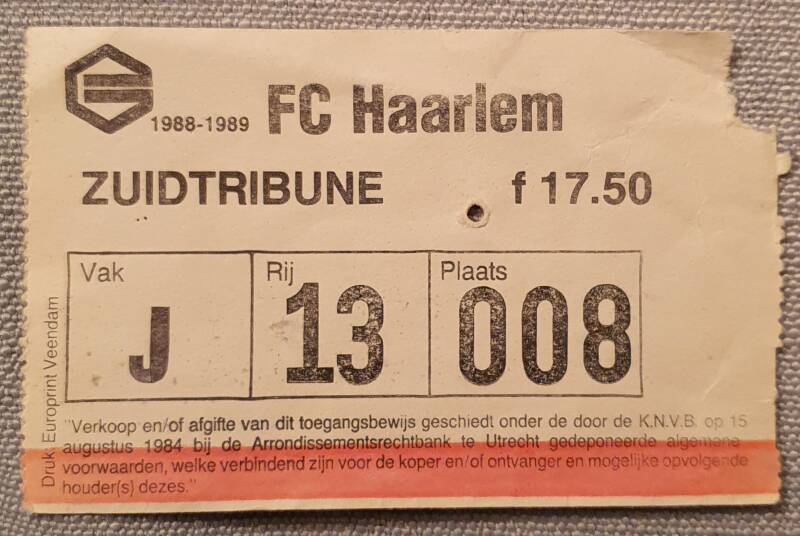 1988-1989 FC Haarlem
ZUIDTRIBUNE f 17.50
Vak Rij Plaats
J 13 008
"Verkoop en/of afgifte van dit toegangsbewijs geschiedt onder de door de K.N.V.B. op 15
augustus 1984 bij de Arrondissementsrechtbank te Utrecht gedeponeerde algemene
voorwaarden, welke verbindend zijn voor de koper en/of ontvanger en mogelijke opvolgende
houder(s) dezes."
Druk: Europrint Veendam